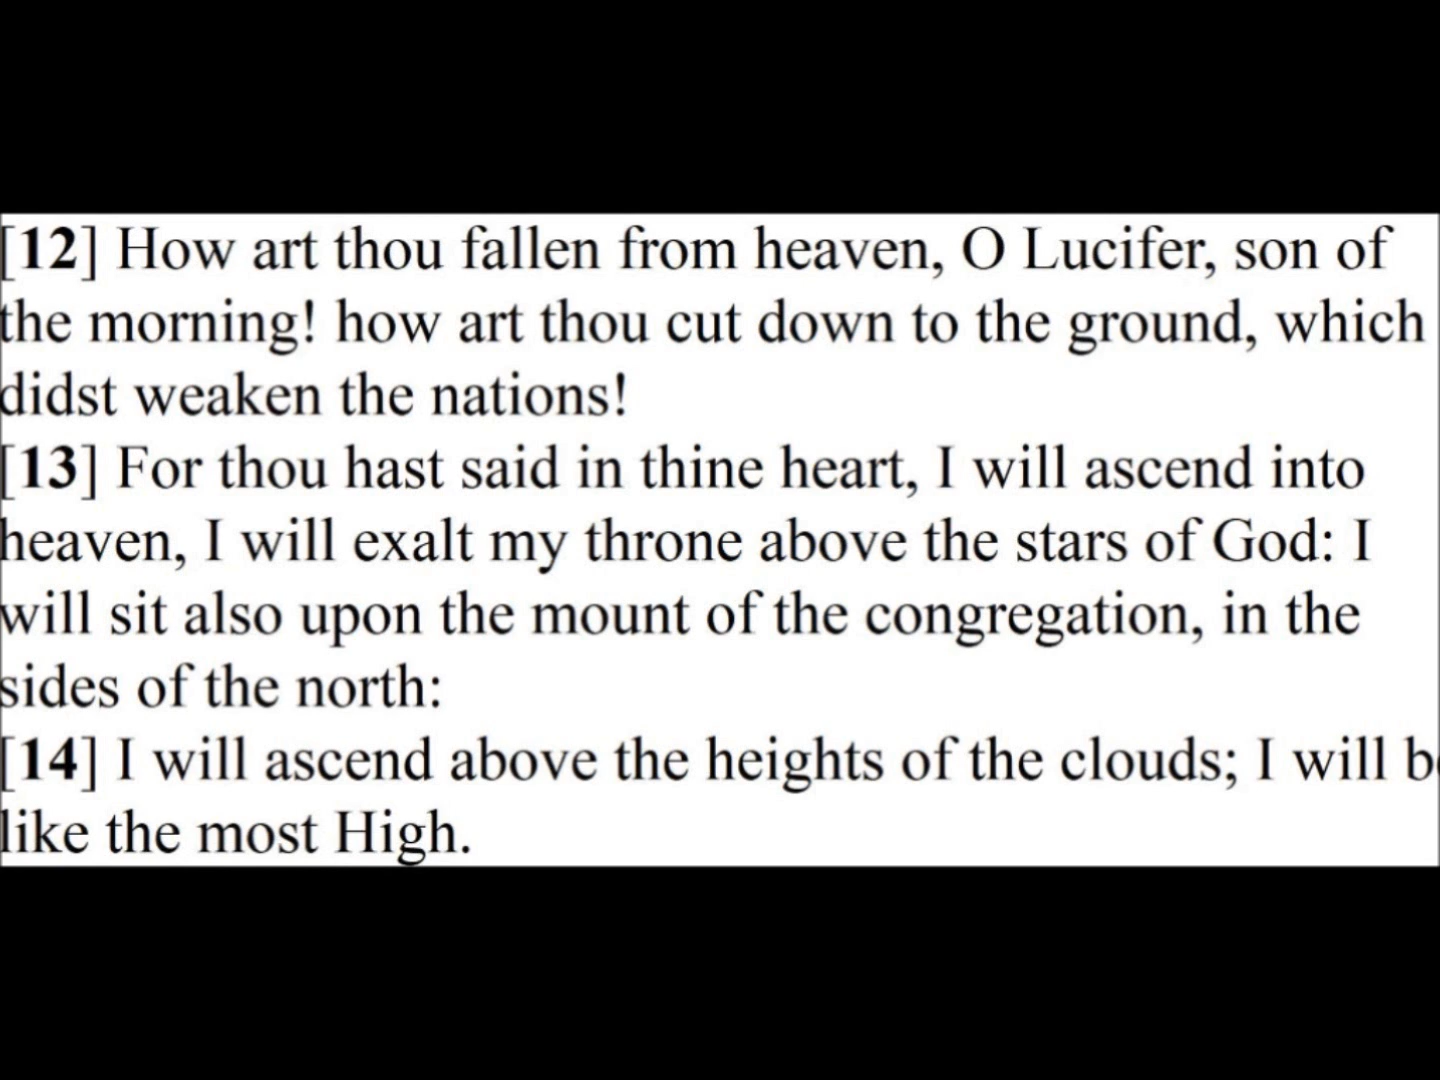 [12] How art thou fallen from heaven, O Lucifer, son of
the morning! how art thou cut down to the ground, which
didst weaken the nations!
[13] For thou hast said in thine heart, I will ascend into
heaven, I will exalt my throne above the stars of God: I
will sit also upon the mount of the congregation, in the
sides of the north:
[14] I will ascend above the heights of the clouds; I will be
like the most High.